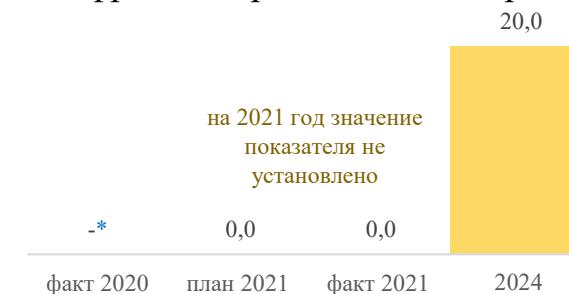 20,0
на 2021 год значение
показателя не
установлено
-* 0,0 0,0
факт 2020 план 2021 факт 2021 2024